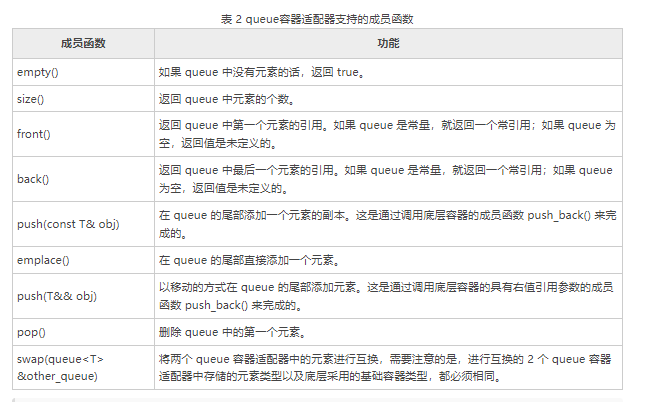 表 2 queue容器适配器支持的成员函数
成员函数 功能
empty() 如果 queue 中没有元素的话，返回 true。
size() 返回 queue 中元素的个数。
front() 返回 queue 中第一个元素的引用。如果 queue 是常量，就返回一个常引用；如果 queue 为
空，返回值是未定义的。
back() 返回 queue 中最后一个元素的引用。如果 queue 是常量，就返回一个常引用；如果 queue
为空，返回值是未定义的。
push(const T& obj) 在 queue 的尾部添加一个元素的副本。这是通过调用底层容器的成员函数 push_back() 来完
成的。
emplace() 在 queue 的尾部直接添加一个元素。
push(T&& obj) 以移动的方式在 queue 的尾部添加元素。这是通过调用底层容器的具有右值引用参数的成员
函数 push_back() 来完成的。
pop() 删除 queue 中的第一个元素。
swap(queue<T>
&other_queue)
将两个 queue 容器适配器中的元素进行互换，需要注意的是，进行互换的 2 个 queue 容器
适配器中存储的元素类型以及底层采用的基础容器类型，都必须相同。